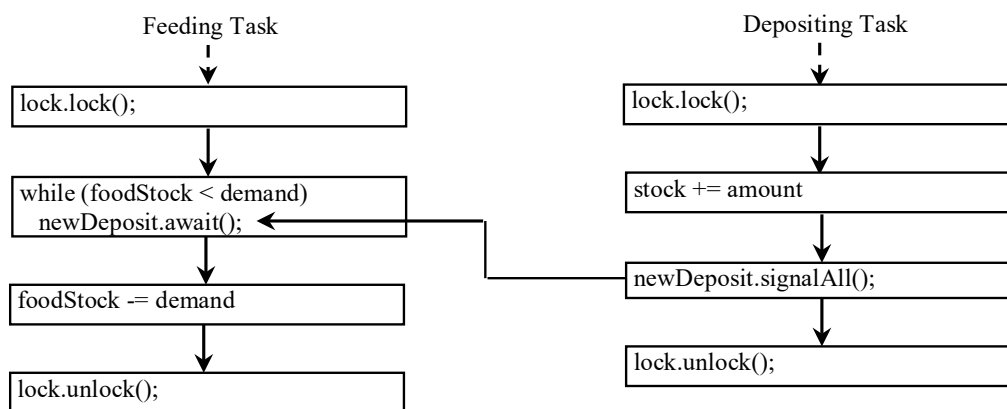 Feeding Task
lock.lock();
while (foodStock < demand)
newDeposit.await();
foodStock -= demand
lock.unlock();
Depositing Task
lock.lock();
stock += amount
newDeposit.signalAll();
lock.unlock();